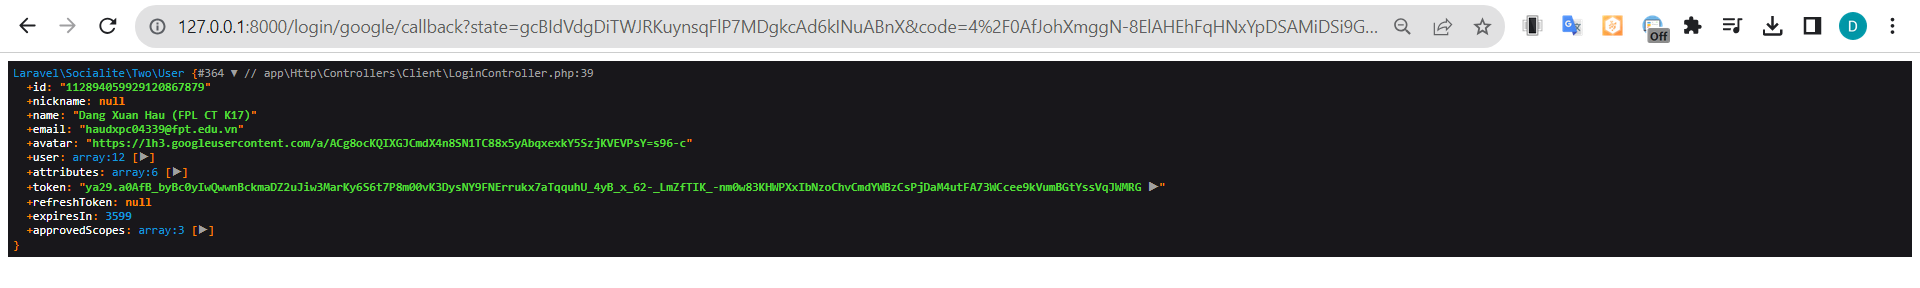 127.0.0.1:8000/login/google/callback?state=gcBIdVdgDiTWJRKuynsqFlP7MDgkcAd6kINuABnX&code=4%2F0AfJohXmggN-8ElAHEhFqHNxYpDSAMiDSi9G...
Off
D
Laravel\Socialite\Two\User {#364 ▼ // app\Http\Controllers\Client\LoginController.php:39
+id: "112894059929120867879"
+nickname: null
+name: "Dang Xuan Hau (FPL CT K17)"
+email: "haudxpc04339@fpt.edu.vn"
+avatar: "https://lh3.googleusercontent.com/a/ACg8ocKQIXGJCmdX4n8SN1TC88x5yAbqxexkY5SzjKVEVPsY=s96-c"
+user: array:12 [▶]
+attributes: array:6 [▶]
+token: "ya29.a0AfB_byBc0yIwQwwnBckmaDZ2uJiw3MarKy6S6t7P8m00vK3DysNY9FNErrukx7aTqquhU_4yB_x_62-_LmZfTIK_-nm0w83KHWPXxIbNzoChvCmdYWBzCsPjDaM4utFA73WCcee9kVumBGtYssVqJWMRG ▶"
+refreshToken: null
+expiresIn: 3599
+approvedScopes: array:3 [▶]
}